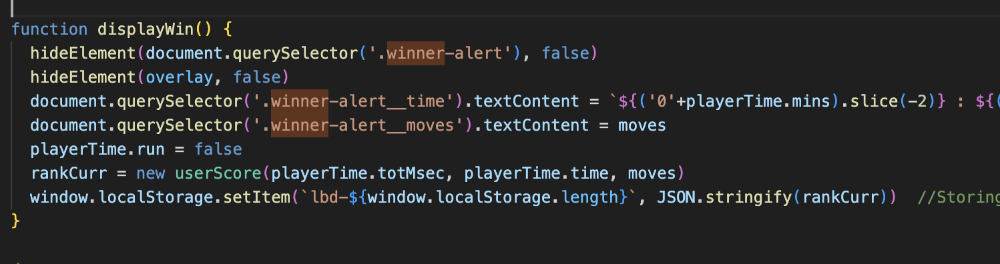 function displayWin() {
hideElement(document.querySelector('.winner-alert'), false)
hideElement(overlay, false)
document.querySelector('.winner-alert__time').textContent = `${('0'+playerTime.mins).slice(-2)} : ${(
document.querySelector('.winner-alert__moves').textContent = moves
playerTime.run = false
rankCurr = new userScore(playerTime.totMsec, playerTime.time, moves)
window.localStorage.setItem(`lbd-${window.localStorage.length}`, JSON.stringify(rankCurr)) //Storing
}